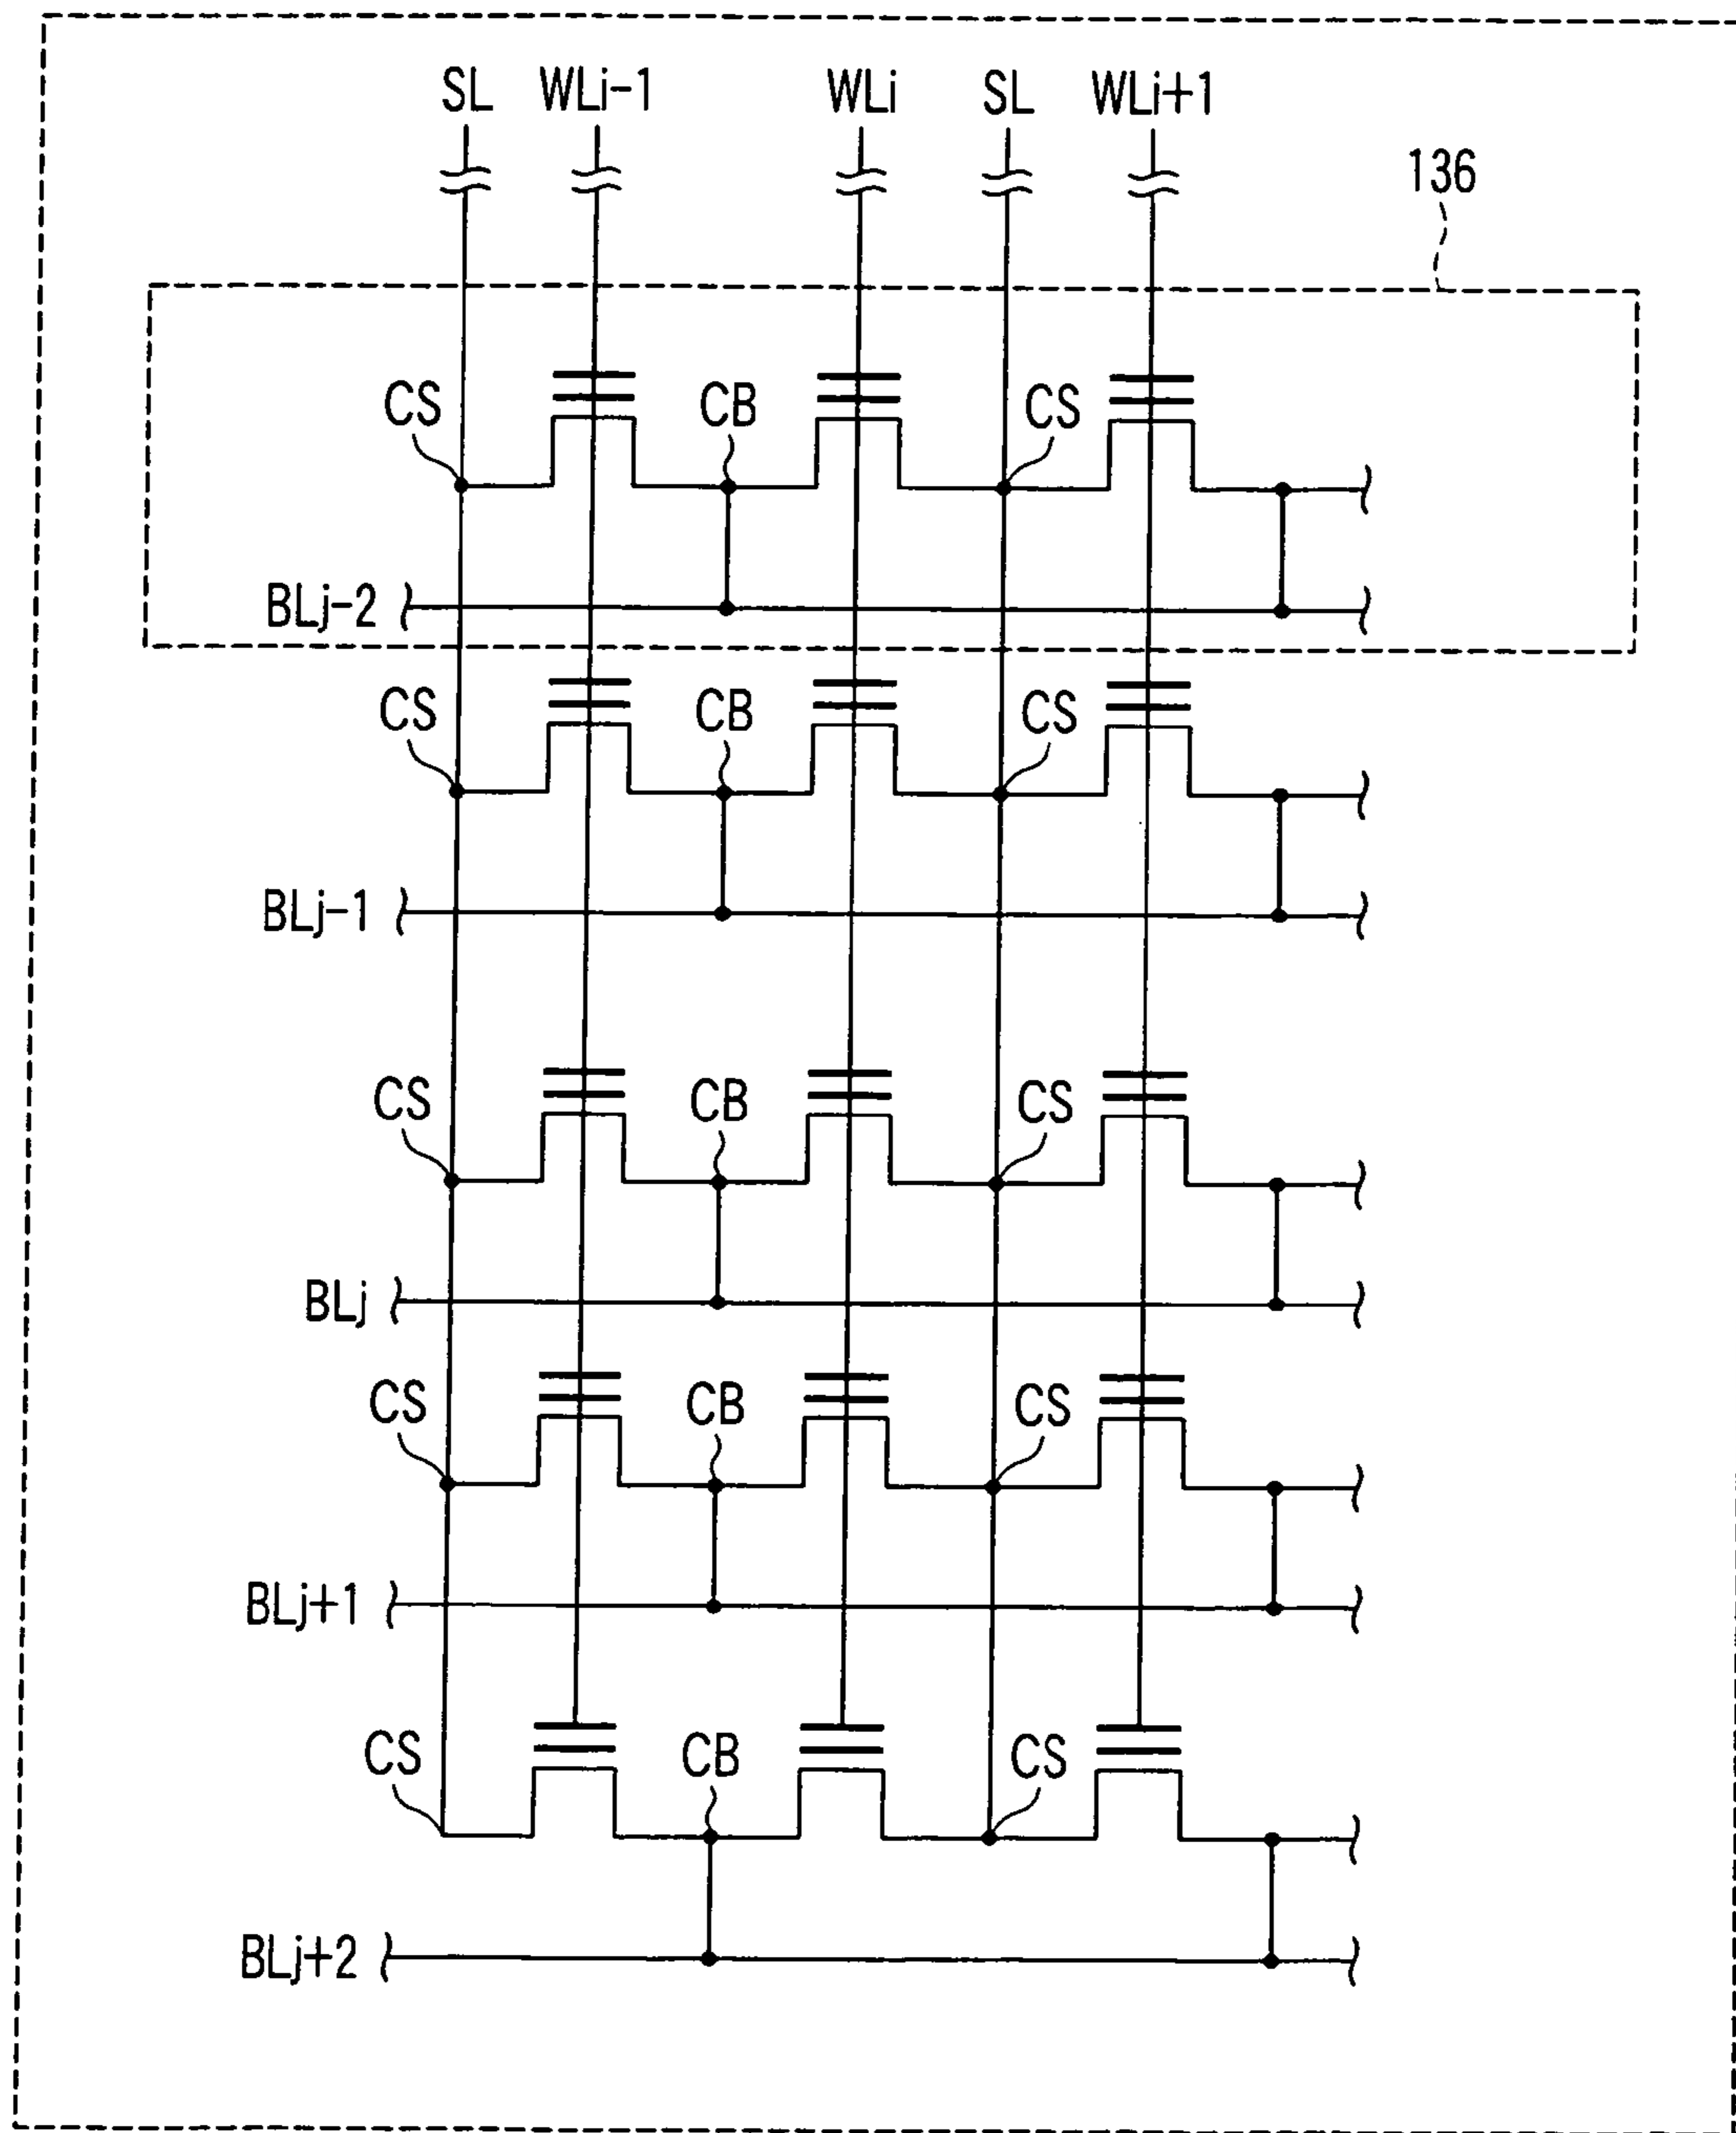 SL WLi-1 WLi SL WLi+1
136
CS CB CS
BLj-2
CS CB CS
BLj-1
CS CB CS
BLj
CS CB CS
BLj+1
CS CB CS
BLj+2